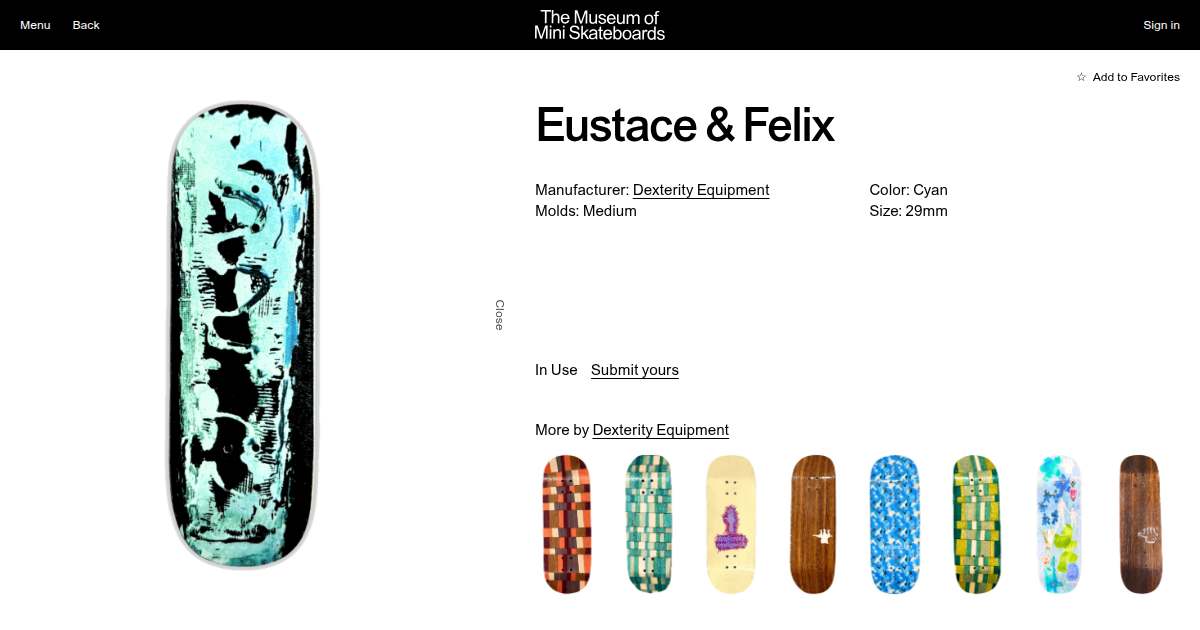 Menu
Back
The Museum of
Mini Skateboards
Sign in
☆ Add to Favorites
Eustace & Felix
Manufacturer: Dexterity Equipment
Molds: Medium
Color: Cyan
Size: 29mm
Close
In Use Submit yours
More by Dexterity Equipment